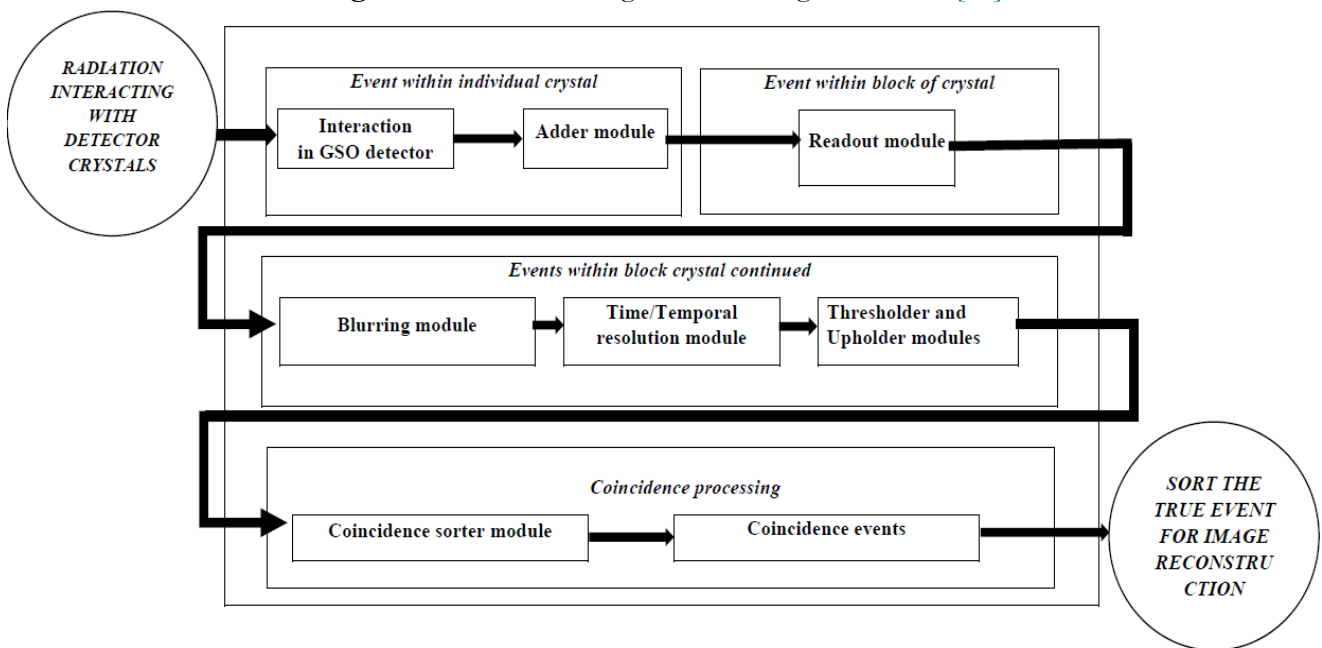 RADIATION
INTERACTING
WITH
DETECTOR
CRYSTALS
Event within individual crystal
Interaction
in GSO detector
Adder module
Event within block of crystal
Readout module
Events within block crystal continued
Blurring module
Time/Temporal
resolution module
Thresholder and
Upholder modules
Coincidence processing
Coincidence sorter module
Coincidence events
SORT THE
TRUE EVENT
FOR IMAGE
RECONSTRU
CTION